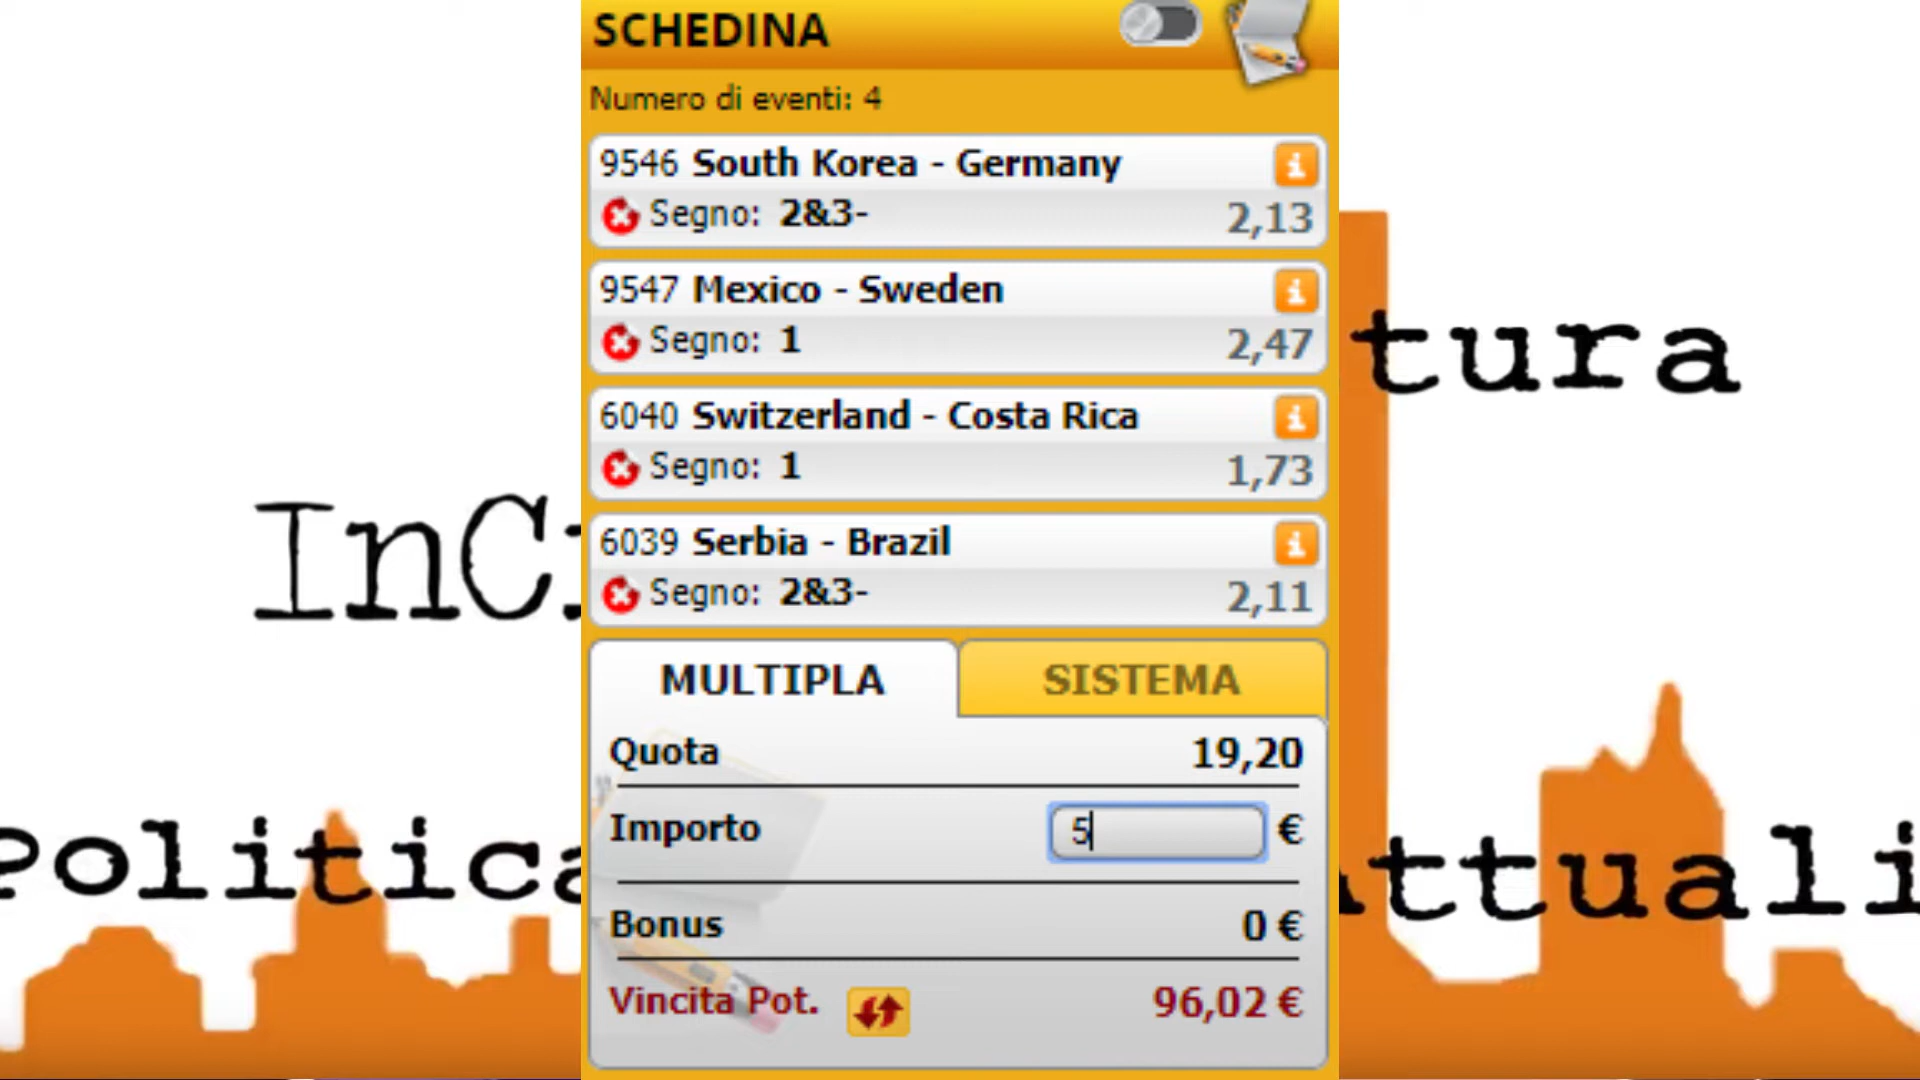 SCHEDINA
Numero di eventi: 4
9546 South Korea - Germany
Segno: 2&3-
2,13
9547 Mexico - Sweden
Segno: 1
2,47
6040 Switzerland - Costa Rica
Segno: 1
1,73
6039 Serbia - Brazil
Segno: 2&3-
2,11
MULTIPLA
SISTEMA
Quota 19,20
Importo 5 €
Bonus 0 €
Vincita Pot. 96,02 €
tura
InC
Politica
ttuali